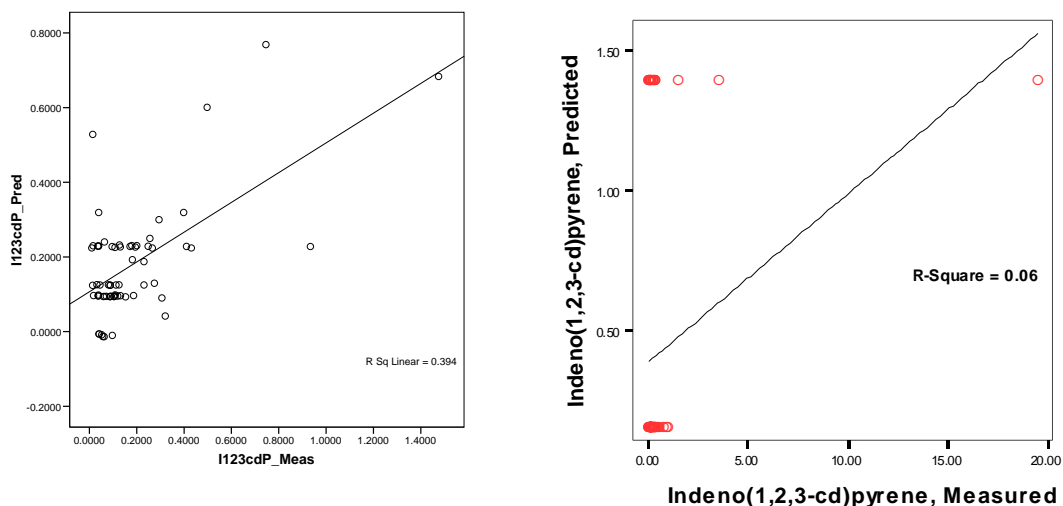 0.8000
0.6000
0.4000
0.2000
0.0000
-0.2000
I123cdP_Pred
R Sq Linear = 0.394
0.0000 0.2000 0.4000 0.6000 0.8000 1.0000 1.2000 1.4000
I123cdP_Meas
1.50
1.00
0.50
Indeno(1,2,3-cd)pyrene, Predicted
R-Square = 0.06
0.00 5.00 10.00 15.00 20.00
Indeno(1,2,3-cd)pyrene, Measured